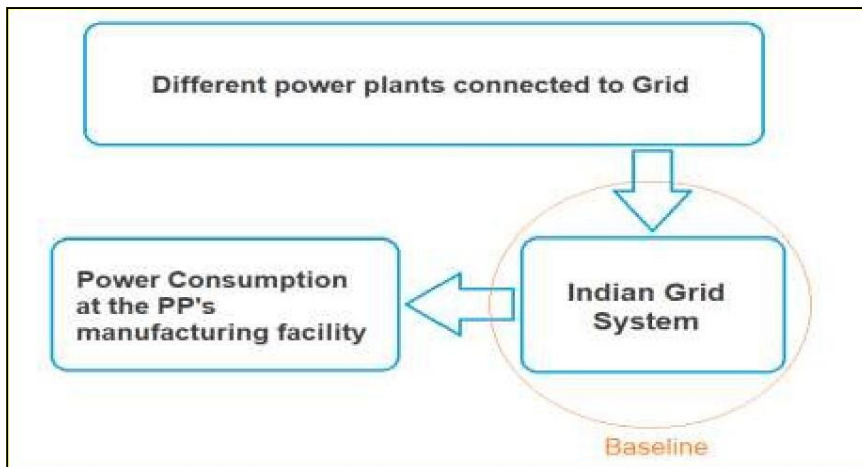 Different power plants connected to Grid
Power Consumption
at the PP's
manufacturing facility
Indian Grid
System
Baseline